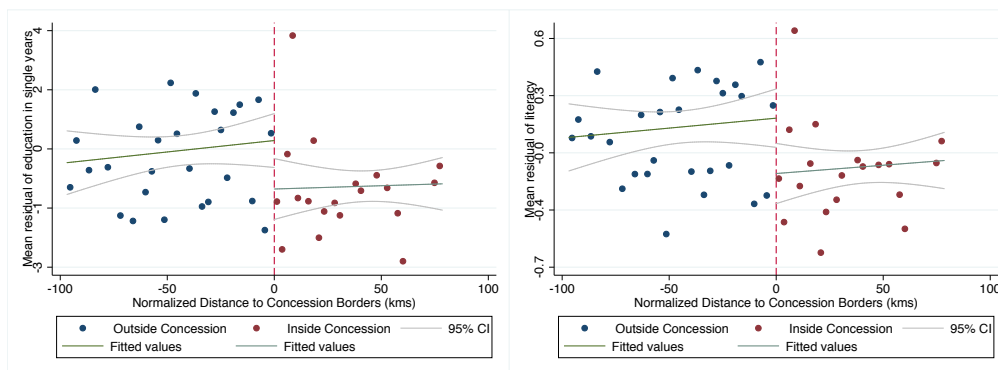 Mean residual of education in single years
4
2
0
-1
-3
-100
-50
0
50
100
Normalized Distance to Concession Borders (kms)
Outside Concession
Inside Concession
95% CI
Fitted values
Fitted values
Mean residual of literacy
0.6
0.3
-0.0
-0.4
-0.7
-100
-50
0
50
100
Normalized Distance to Concession Borders (kms)
Outside Concession
Inside Concession
95% CI
Fitted values
Fitted values